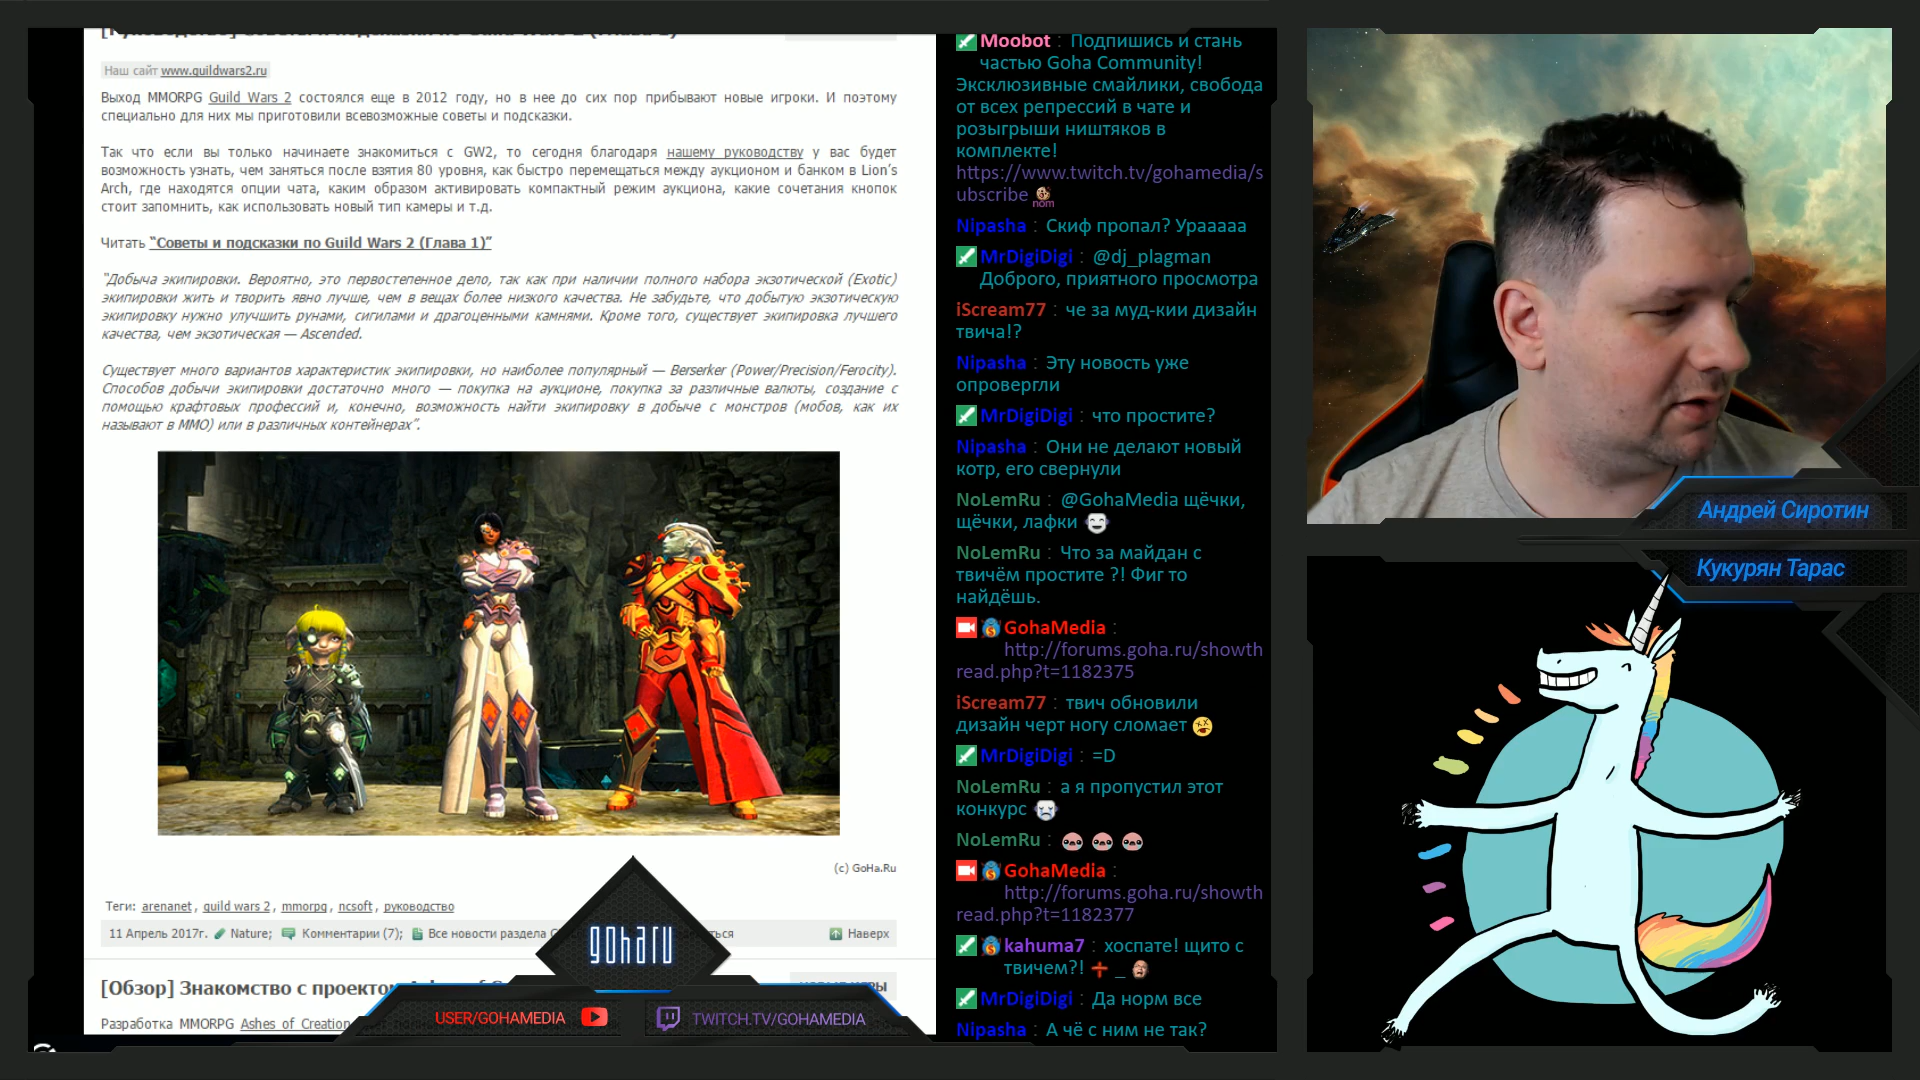 Наш сайт www.guildwars2.ru
Выход MMORPG Guild Wars 2 состоялся еще в 2012 году, но в нее до сих пор прибывают новые игроки. И поэтому
специально для них мы приготовили всевозможные советы и подсказки.
Так что если вы только начинаете знакомиться с GW2, то сегодня благодаря нашему руководству у вас будет
возможность узнать, чем заняться после взятия 80 уровня, как быстро перемещаться между аукционом и банком в Lion's
Arch, где находятся опции чата, каким образом активировать компактный режим аукциона, какие сочетания кнопок
стоит запомнить, как использовать новый тип камеры и т.д.
Читать "Советы и подсказки по Guild Wars 2 (Глава 1)"
"Добыча экипировки. Вероятно, это первостепенное дело, так как при наличии полного набора экзотической (Exotic)
экипировки жить и творить явно лучше, чем в вещах более низкого качества. Не забудьте, что добытую экзотическую
экипировку нужно улучшить рунами, сигилами и драгоценными камнями. Кроме того, существует экипировка лучшего
качества, чем экзотическая — Ascended.
Существует много вариантов характеристик экипировки, но наиболее популярный — Berserker (Power/Precision/Ferocity).
Способов добычи экипировки достаточно много — покупка на аукционе, покупка за различные валюты, создание с
помощью крафтовых профессий и, конечно, возможность найти экипировку в добыче с монстров (мобов, как их
называют в ММО) или в различных контейнерах".
(c) GoHa.Ru
Теги: arenanet, guild wars 2, mmorpg, ncsoft, руководство
11 Апрель 2017г. Nature; Комментарии (7); Все новости раздела
Наверх
[Обзор] Знакомство с проектом
Разработка MMORPG Ashes of Creation
goharu
USER/GOHAMEDIA
TWITCH.TV/GOHAMEDIA
Moobot : Подпишись и стань
частью Goha Community!
Эксклюзивные смайлики, свобода
от всех репрессий в чате и
розыгрыши ништяков в
комплекте!
https://www.twitch.tv/gohamedia/s
ubscribe
nom
Nipasha : Скиф пропал? Урааааа
MrDigiDigi : @dj_plagman
Доброго, приятного просмотра
iScream77 : че за муд-кии дизайн
твича!?
Nipasha : Эту новость уже
опровергли
MrDigiDigi : что простите?
Nipasha : Они не делают новый
котр, его свернули
NoLemRu : @GohaMedia щёчки,
щёчки, лафки
NoLemRu : Что за майдан с
твичём простите ?! Фиг то
найдёшь.
GohaMedia :
http://forums.goha.ru/showth
read.php?t=1182375
iScream77 : твич обновили
дизайн черт ногу сломает
MrDigiDigi : =D
NoLemRu : а я пропустил этот
конкурс
NoLemRu :
GohaMedia :
http://forums.goha.ru/showth
read.php?t=1182377
kahuma7 : хоспате! щито с
твичем?! _
MrDigiDigi : Да норм все
Nipasha : А чё с ним не так?
Андрей Сиротин
Кукурян Тарас